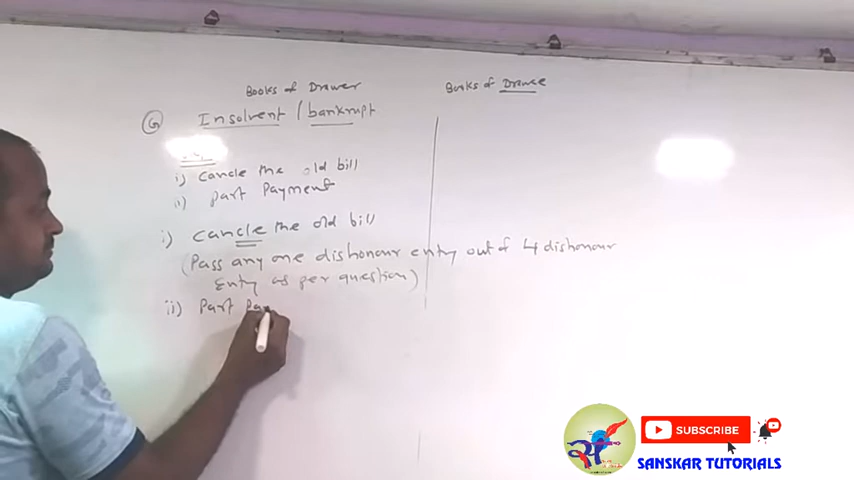 Books of Drawer
Books of Drawee
G Insolvent / bankrupt
i) cancle the old bill
ii) part payment
i) cancle the old bill
(Pass any one dishonour entry out of 4 dishonour
Entry as per question)
ii) Part Pa
SUBSCRIBE
SANSKAR TUTORIALS